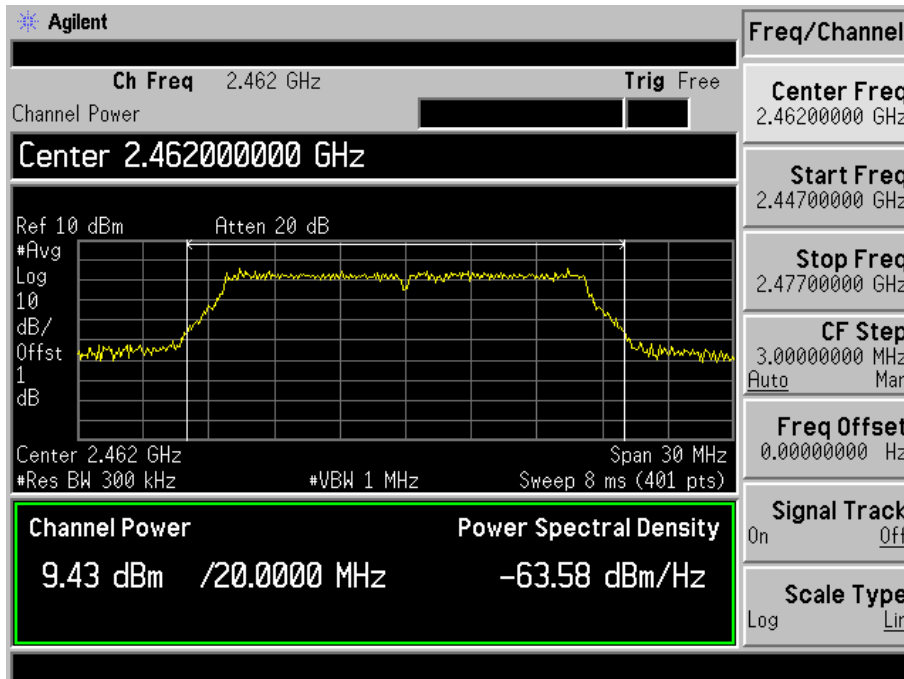 Agilent
Ch Freq 2.462 GHz Trig Free
Channel Power
Center 2.462000000 GHz
Ref 10 dBm Atten 20 dB
#Avg
Log
10
dB/
Offst
1
dB
Center 2.462 GHz Span 30 MHz
#Res BW 300 kHz #VBW 1 MHz Sweep 8 ms (401 pts)
Channel Power Power Spectral Density
9.43 dBm /20.0000 MHz -63.58 dBm/Hz
Freq/Channel
Center Freq
2.46200000 GHz
Start Freq
2.44700000 GHz
Stop Freq
2.47700000 GHz
CF Step
3.00000000 MHz
Auto Man
Freq Offset
0.00000000 Hz
Signal Track
On Off
Scale Type
Log Lin